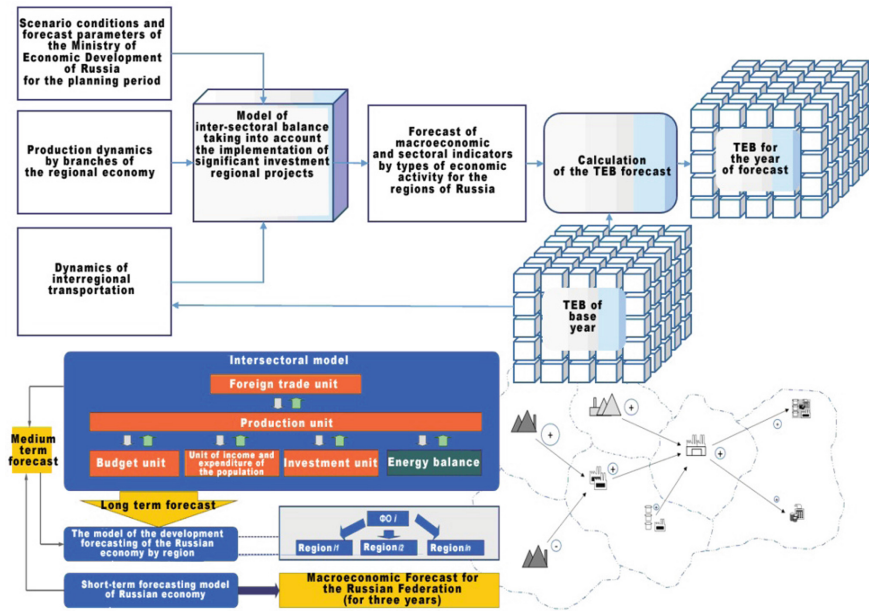 Scenario conditions and
forecast parameters of
the Ministry of
Economic Development
of Russia
for the planning period
Production dynamics
by branches of
the regional economy
Dynamics of
interregional
transportation
Model of
inter-sectoral balance
taking into account
the implementation of
significant investment
regional projects
Forecast of
macroeconomic
and sectoral indicators
by types of economic
activity for the
regions of Russia
Calculation
of the TEB forecast
TEB for
the year
of forecast
TEB of
base
year
Intersectoral model
Foreign trade unit
Production unit
Budget unit
Unit of income and
expenditure of
the population
Investment unit
Energy balance
Medium
term
forecast
Long term forecast
The model of the development
forecasting of the Russian
economy by region
ФО i
Region i1
Region i2
Region in
Short-term forecasting model
of Russian economy
Macroeconomic Forecast for
the Russian Federation
(for three years)
+
+
+
+
-
-